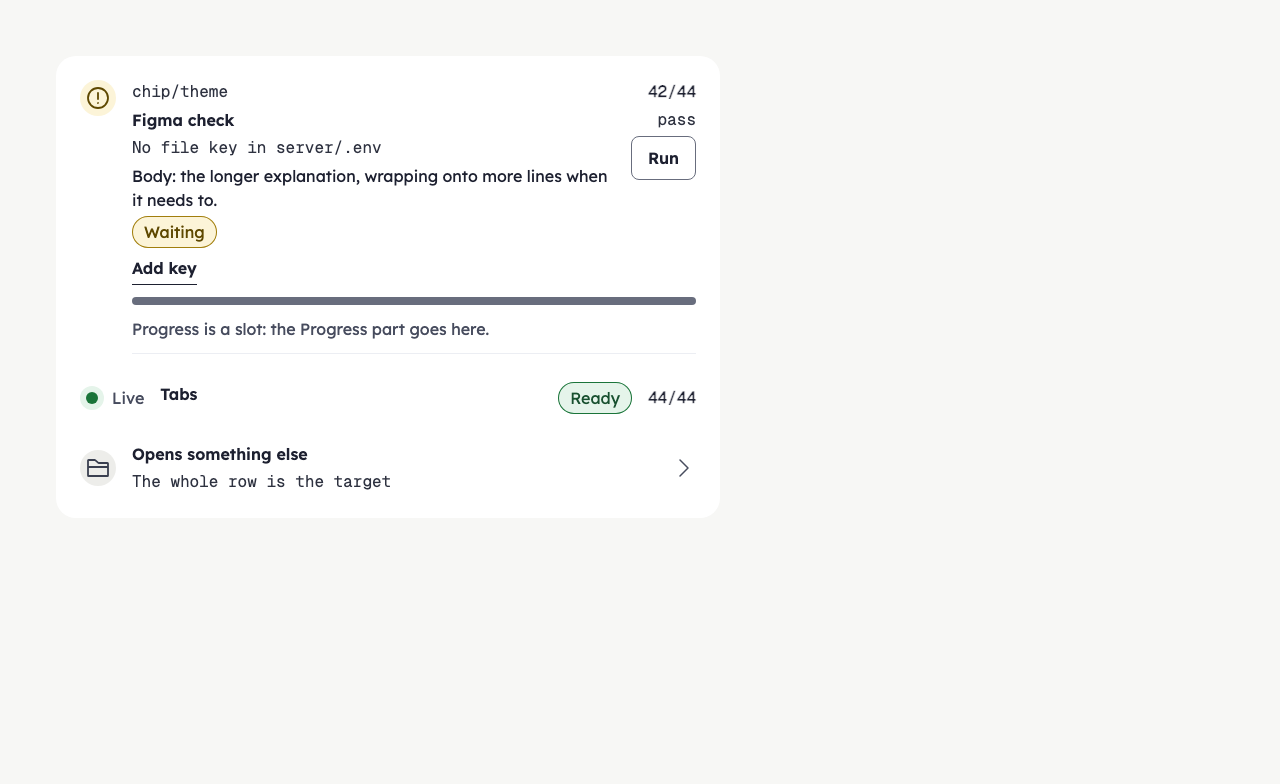 chip/theme
42/44
Figma check
pass
No file key in server/.env
Run
Body: the longer explanation, wrapping onto more lines when
it needs to.
Waiting
Add key
Progress is a slot: the Progress part goes here.
Live
Tabs
Ready
44/44
Opens something else
The whole row is the target